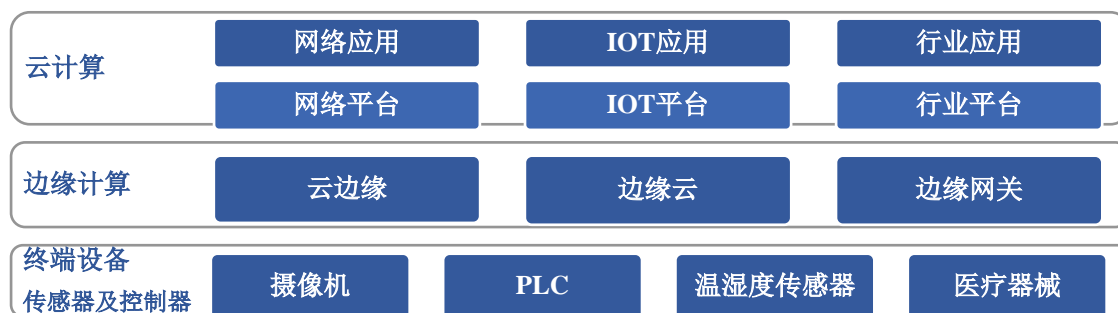 云计算
网络应用
IOT应用
行业应用
网络平台
IOT平台
行业平台
边缘计算
云边缘
边缘云
边缘网关
终端设备
传感器及控制器
摄像机
PLC
温湿度传感器
医疗器械